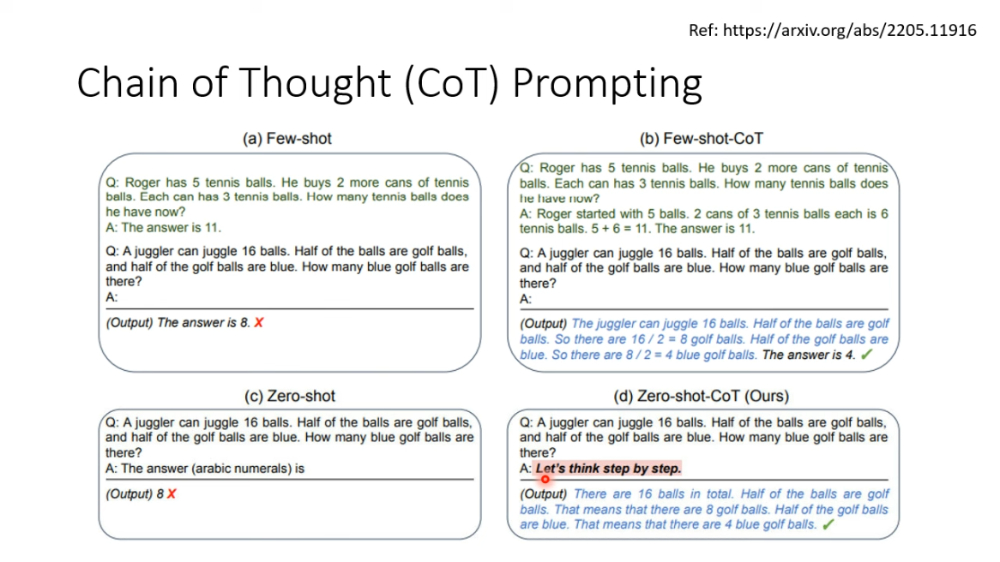 Ref: https://arxiv.org/abs/2205.11916
Chain of Thought (CoT) Prompting
(a) Few-shot
Q: Roger has 5 tennis balls. He buys 2 more cans of tennis
balls. Each can has 3 tennis balls. How many tennis balls does
he have now?
A: The answer is 11.
Q: A juggler can juggle 16 balls. Half of the balls are golf balls,
and half of the golf balls are blue. How many blue golf balls are
there?
A:
(Output) The answer is 8. X
(b) Few-shot-CoT
Q: Roger has 5 tennis balls. He buys 2 more cans of tennis
balls. Each can has 3 tennis balls. How many tennis balls does
he have now?
A: Roger started with 5 balls. 2 cans of 3 tennis balls each is 6
tennis balls. 5 + 6 = 11. The answer is 11.
Q: A juggler can juggle 16 balls. Half of the balls are golf balls,
and half of the golf balls are blue. How many blue golf balls are
there?
A:
(Output) The juggler can juggle 16 balls. Half of the balls are golf
balls. So there are 16 / 2 = 8 golf balls. Half of the golf balls are
blue. So there are 8 / 2 = 4 blue golf balls. The answer is 4. ✓
(c) Zero-shot
Q: A juggler can juggle 16 balls. Half of the balls are golf balls,
and half of the golf balls are blue. How many blue golf balls are
there?
A: The answer (arabic numerals) is
(Output) 8 X
(d) Zero-shot-CoT (Ours)
Q: A juggler can juggle 16 balls. Half of the balls are golf balls,
and half of the golf balls are blue. How many blue golf balls are
there?
A: Let's think step by step.
(Output) There are 16 balls in total. Half of the balls are golf
balls. That means that there are 8 golf balls. Half of the golf balls
are blue. That means that there are 4 blue golf balls. ✓